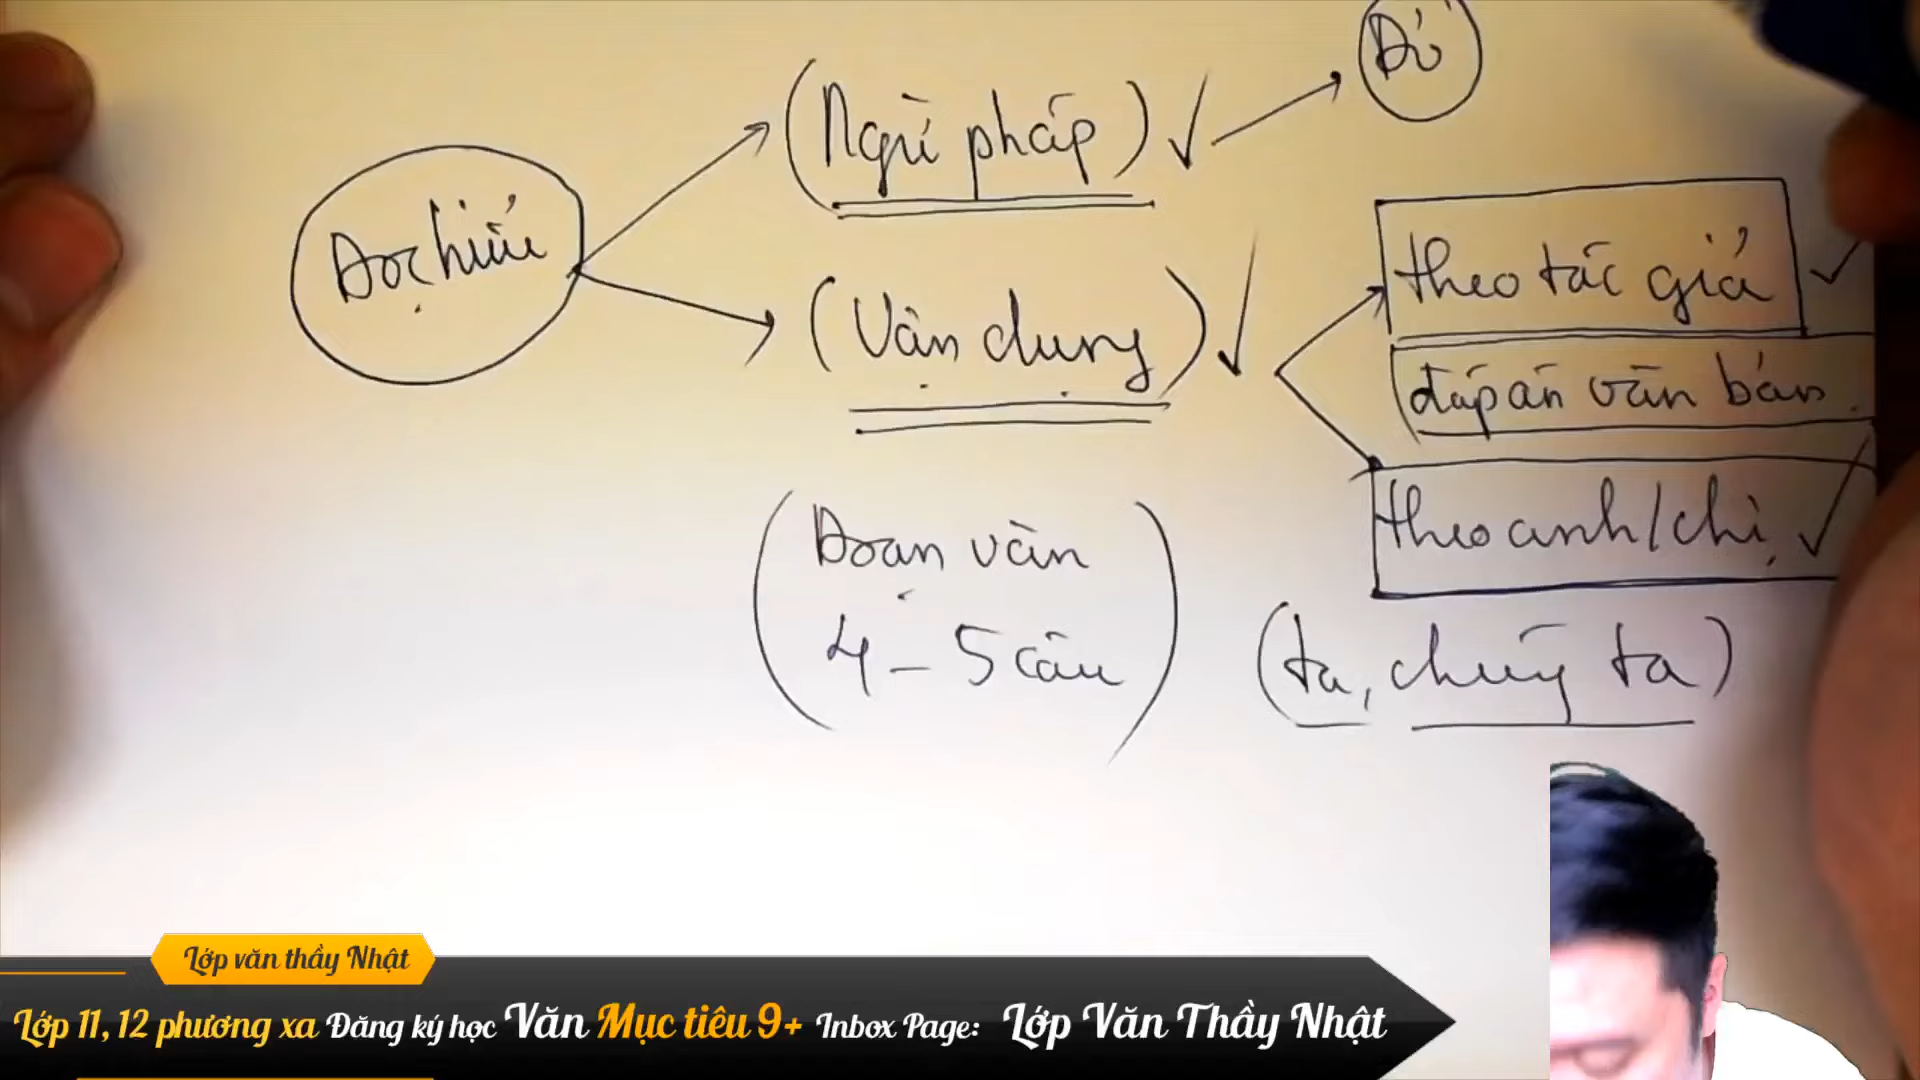 Đọc hiểu
(Ngữ pháp)
Đủ
(Vận dụng)
theo tác giả
đáp án văn bản
theo anh/chị
(Đoạn văn
4 - 5 câu)
(ta, chúng ta)
Lớp văn thầy Nhật
Lớp 11, 12 phương xa Đăng ký học Văn Mục tiêu 9+ Inbox Page: Lớp Văn Thầy Nhật